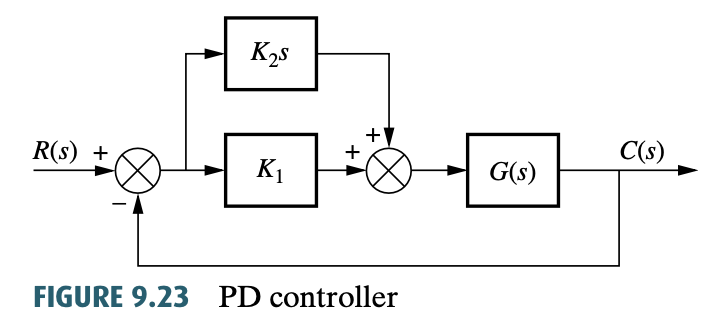 K₂s
R(s) + + + C(s)
K₁ G(s)
−
FIGURE 9.23 PD controller